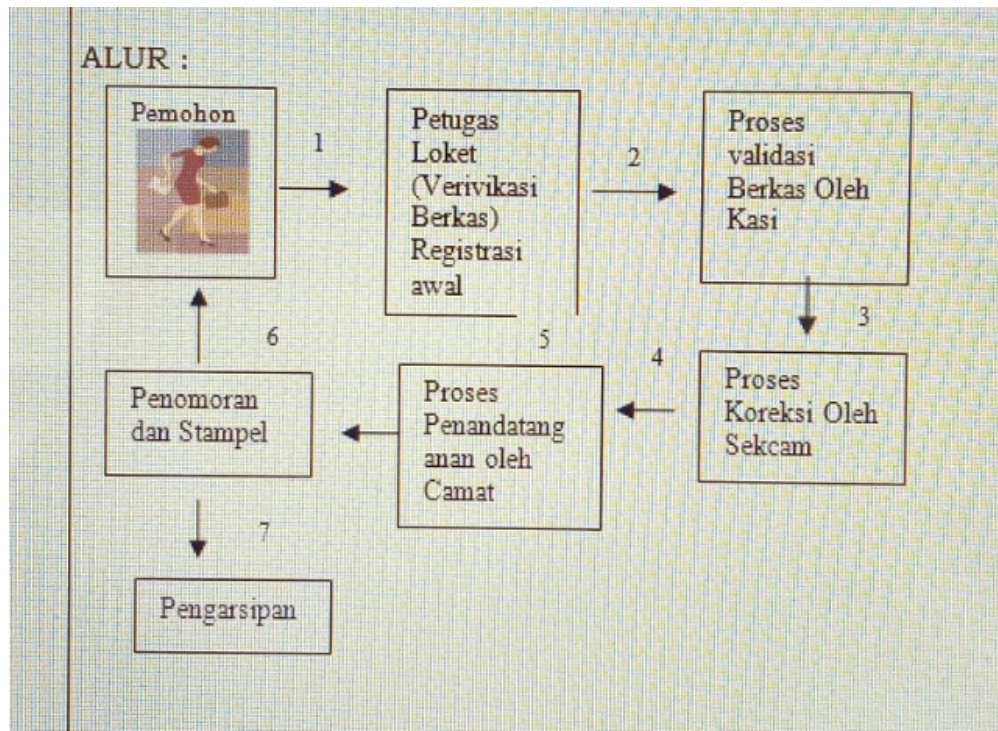 ALUR :
Pemohon
1
Petugas
Loket
(Verivikasi
Berkas)
Registrasi
awal
2
Proses
validasi
Berkas Oleh
Kasi
3
Proses
Koreksi Oleh
Sekcam
4
Proses
Penandatang
anan oleh
Camat
5
Penomoran
dan Stampel
6
7
Pengarsipan